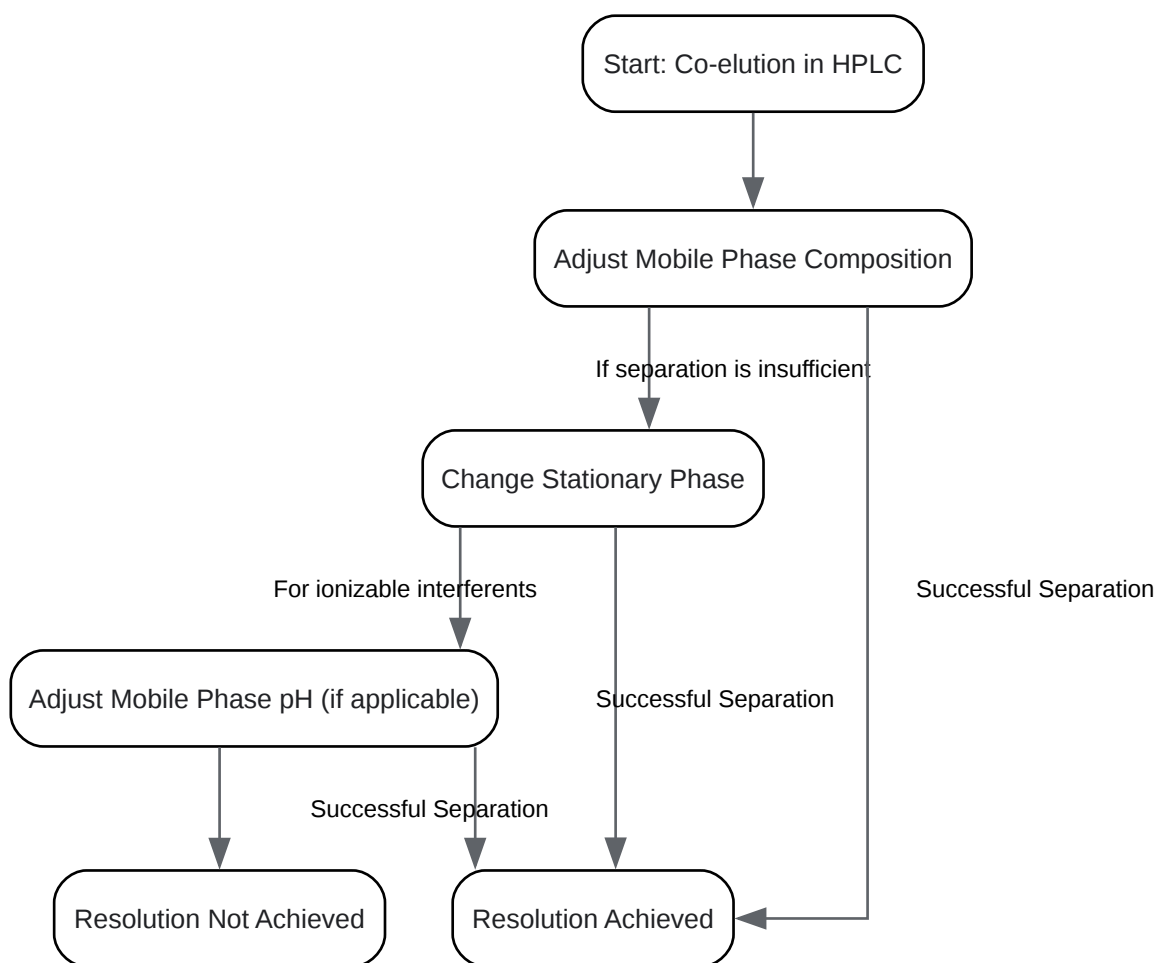 Start: Co-elution in HPLC
Adjust Mobile Phase Composition
If separation is insufficient
Change Stationary Phase
For ionizable interferents
Successful Separation
Adjust Mobile Phase pH (if applicable)
Successful Separation
Successful Separation
Resolution Not Achieved
Resolution Achieved